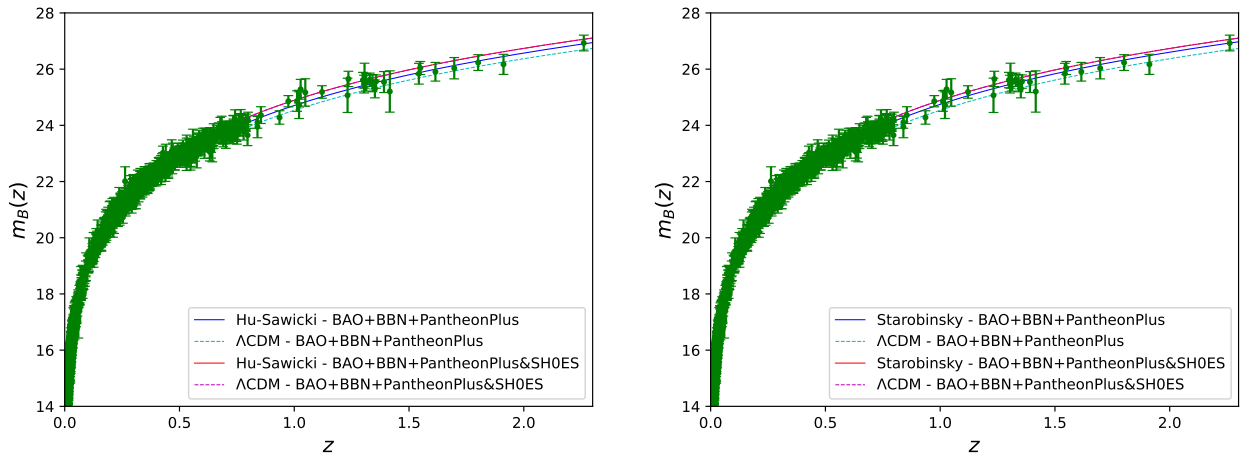 28
26
24
22
20
18
16
14
m_B(z)
0.0 0.5 1.0 1.5 2.0
z
Hu-Sawicki - BAO+BBN+PantheonPlus
ΛCDM - BAO+BBN+PantheonPlus
Hu-Sawicki - BAO+BBN+PantheonPlus&SH0ES
ΛCDM - BAO+BBN+PantheonPlus&SH0ES
28
26
24
22
20
18
16
14
m_B(z)
0.0 0.5 1.0 1.5 2.0
z
Starobinsky - BAO+BBN+PantheonPlus
ΛCDM - BAO+BBN+PantheonPlus
Starobinsky - BAO+BBN+PantheonPlus&SH0ES
ΛCDM - BAO+BBN+PantheonPlus&SH0ES